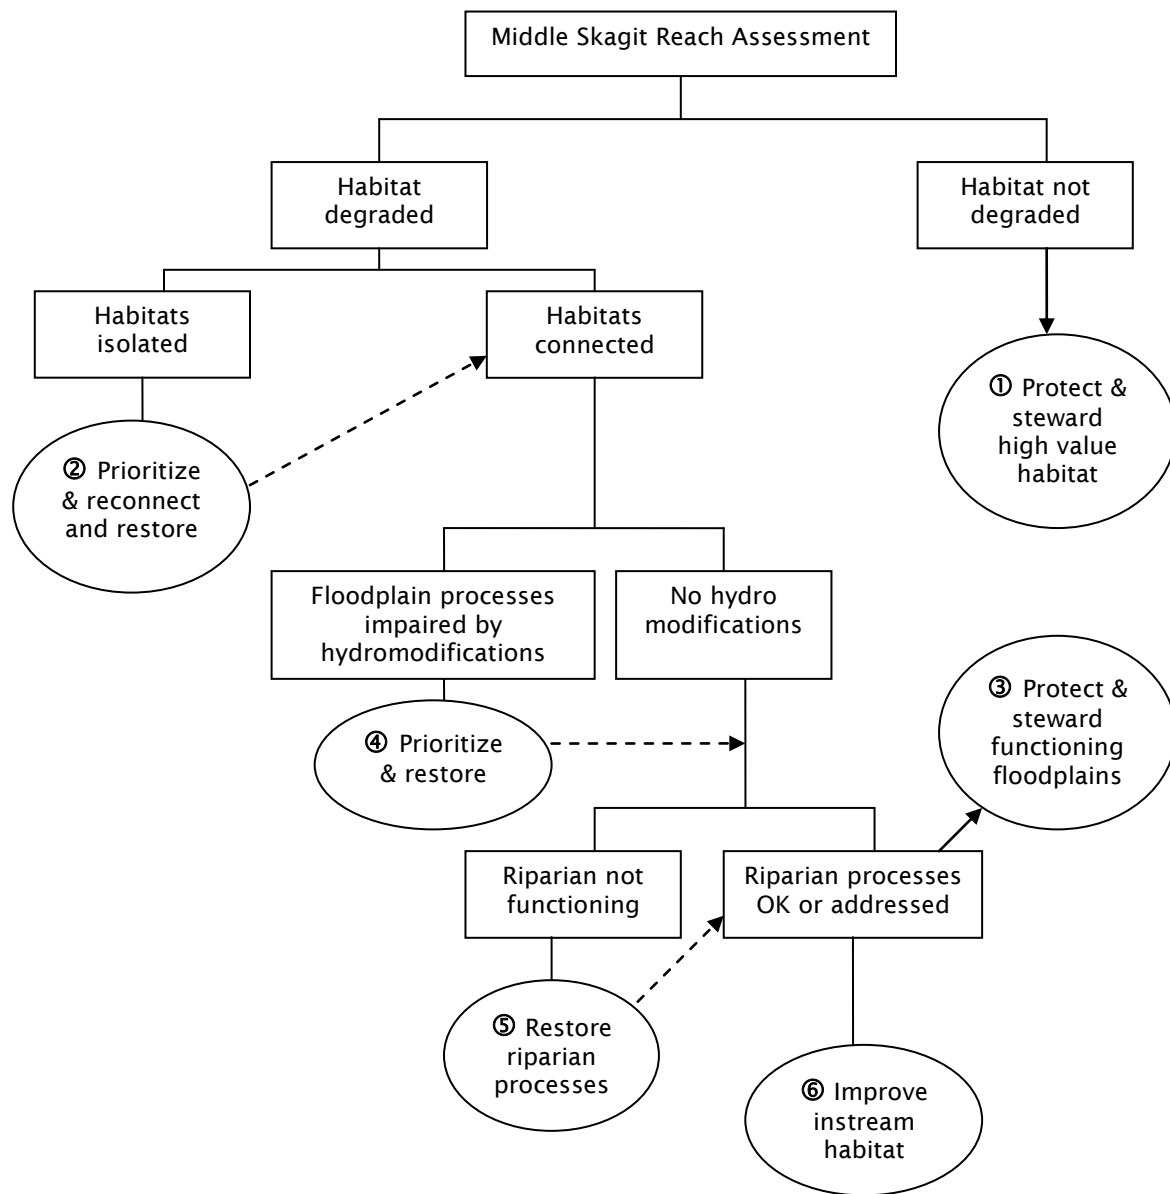 Middle Skagit Reach Assessment
Habitat
degraded
Habitat not
degraded
Habitats
isolated
Habitats
connected
① Protect &
steward
high value
habitat
② Prioritize
& reconnect
and restore
Floodplain processes
impaired by
hydromodifications
No hydro
modifications
③ Protect &
steward
functioning
floodplains
④ Prioritize
& restore
Riparian not
functioning
Riparian processes
OK or addressed
⑤ Restore
riparian
processes
⑥ Improve
instream
habitat